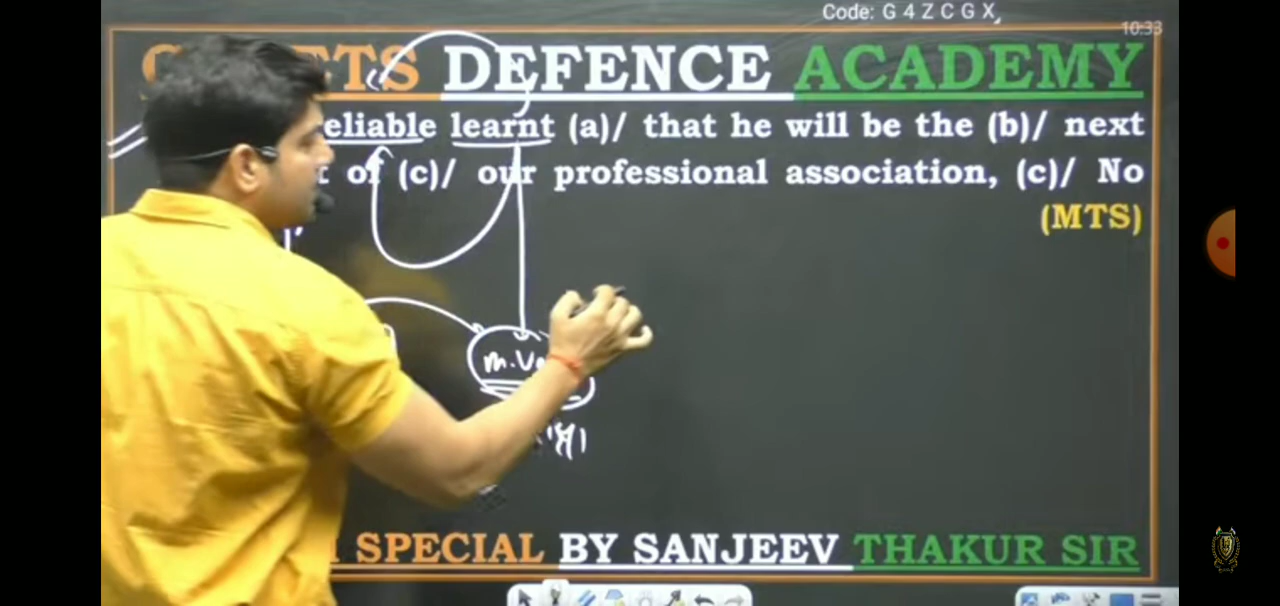 Code: G 4 Z C G X
10:33
DEFENCE ACADEMY
learnt (a)/ that he will be the (b)/ next
of (c)/ our professional association, (c)/ No
(MTS)
SPECIAL BY SANJEEV THAKUR SIR